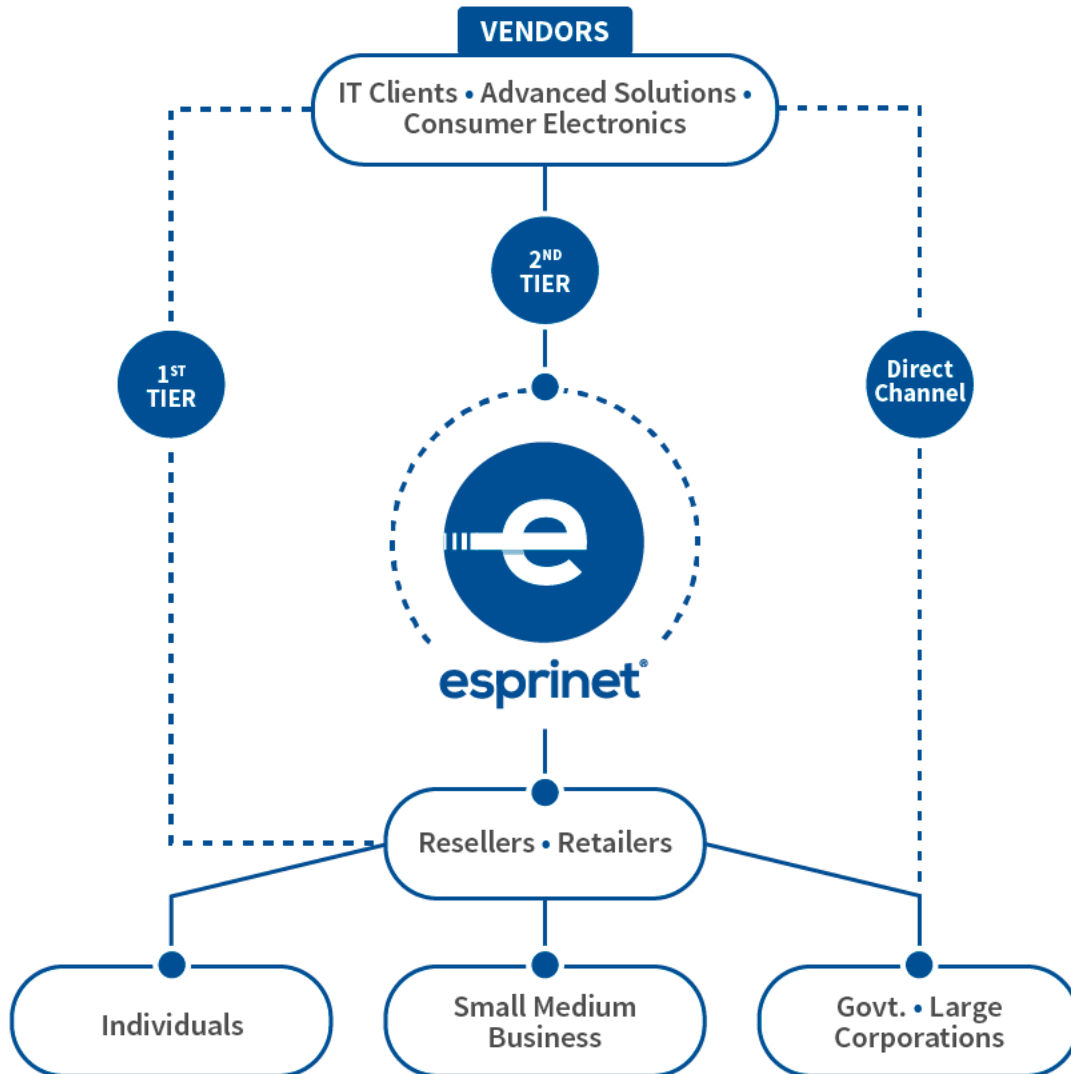 VENDORS
IT Clients • Advanced Solutions •
Consumer Electronics
2ND
TIER
1ST
TIER
Direct
Channel
e
esprinet®
Resellers • Retailers
Individuals
Small Medium
Business
Govt. • Large
Corporations